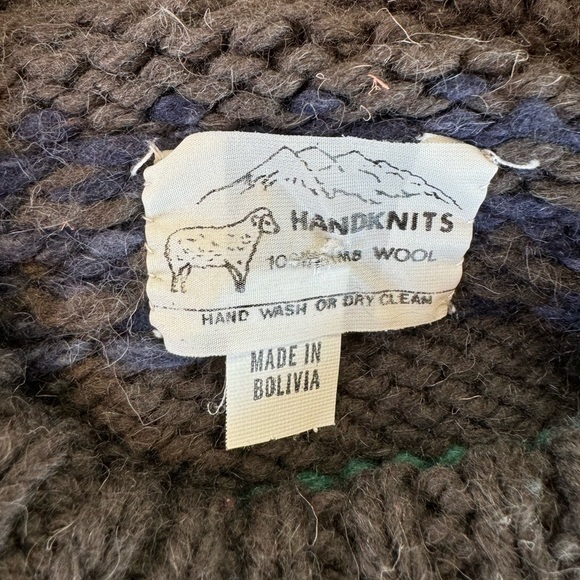 HANDKNITS
WOOL
HAND WASH OR DRY CLEAN
MADE IN
BOLIVIA